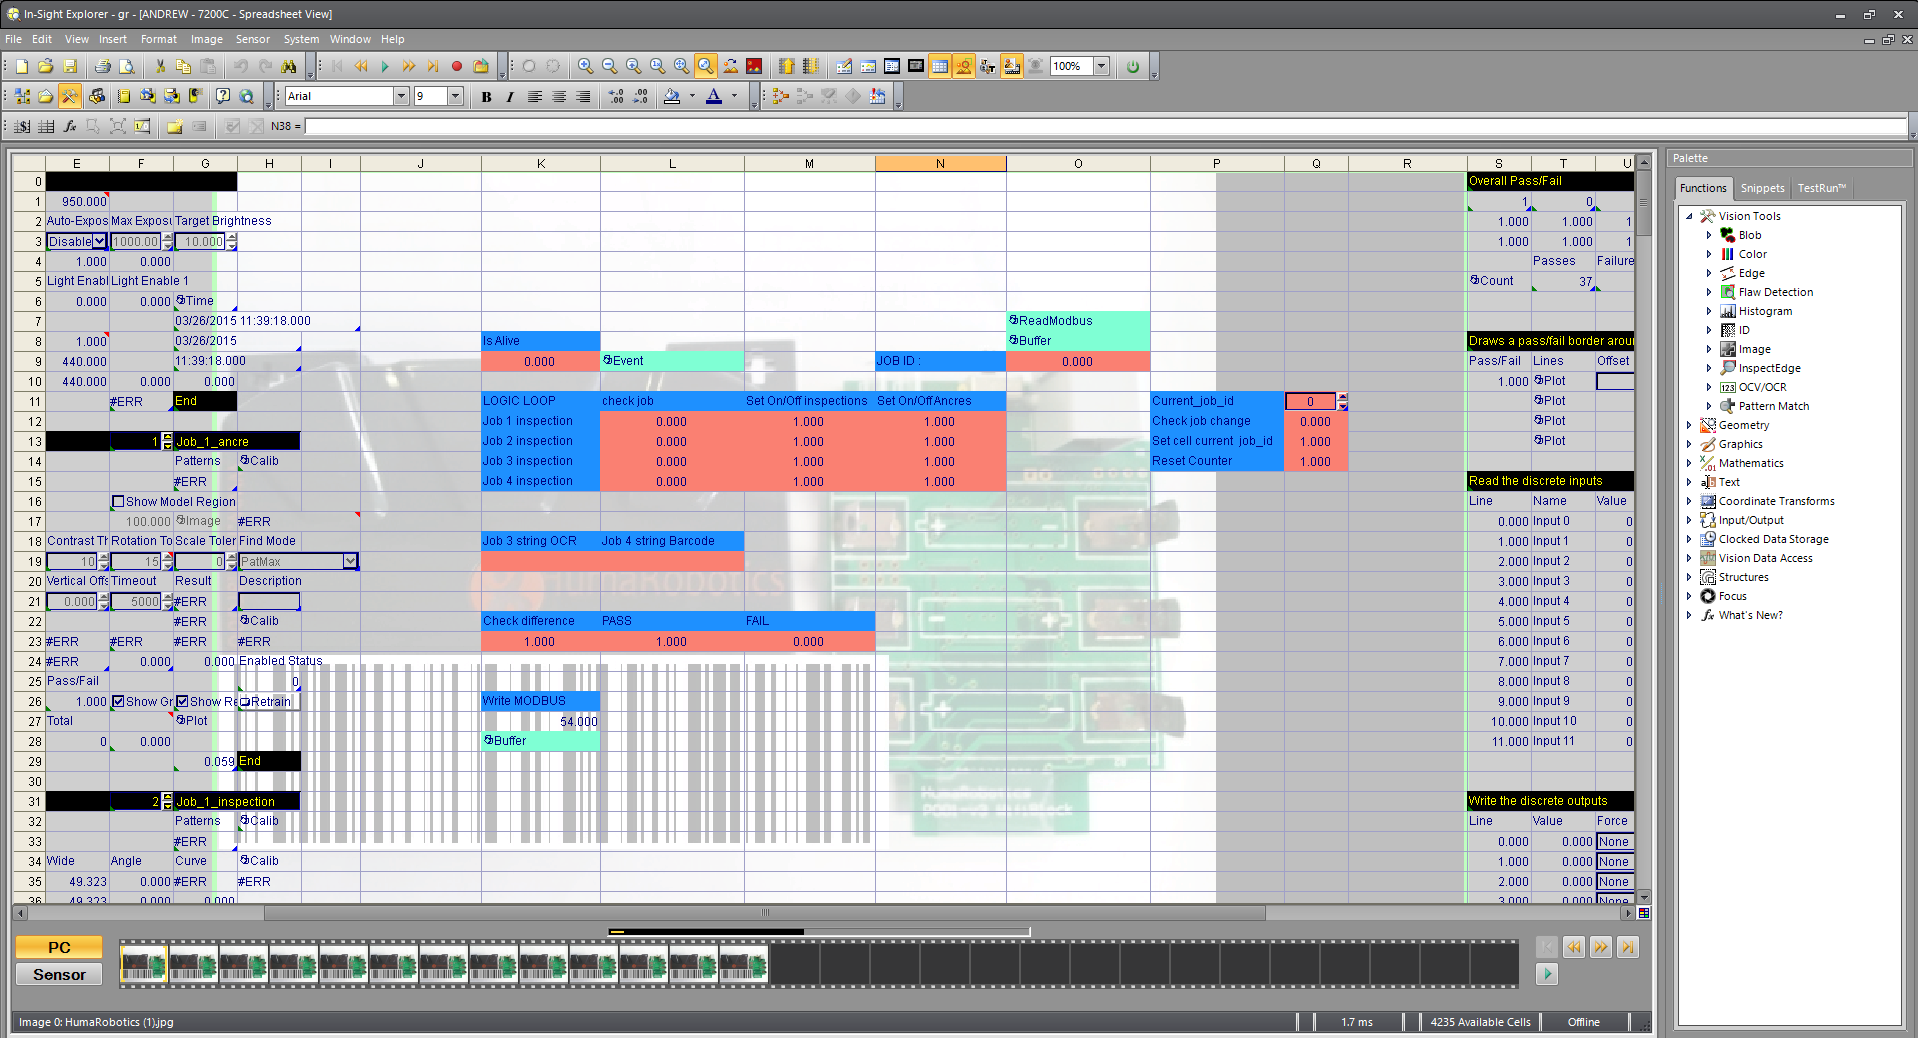 In-Sight Explorer - gr - [ANDREW - 7200C - Spreadsheet View]
File Edit View Insert Format Image Sensor System Window Help
100%
Arial 9 B I A
N38 =
E F G H I J K L M N O P Q R S T U
0 Overall Pass/Fail
1 950.000 1 0
2 Auto-Expos Max Exposu Target Brightness 1.000 1.000 1
3 Disable 1000.00 10.000 1.000 1.000 1
4 1.000 0.000 Passes Failure
5 Light Enabl Light Enable 1 Count 37
6 0.000 0.000 Time
7 03/26/2015 11:39:18.000 ReadModbus
8 1.000 03/26/2015 Is Alive Buffer Draws a pass/fail border arour
9 440.000 11:39:18.000 0.000 Event JOB ID : 0.000 Pass/Fail Lines Offset
10 440.000 0.000 0.000 1.000 Plot
11 #ERR End LOGIC LOOP check job Set On/Off inspections Set On/Off Ancres Current_job_id 0 Plot
12 Job 1 inspection 0.000 1.000 1.000 Check job change 0.000 Plot
13 1 Job_1_ancre Job 2 inspection 0.000 1.000 1.000 Set cell current job_id 1.000 Plot
14 Patterns Calib Job 3 inspection 0.000 1.000 1.000 Reset Counter 1.000
15 #ERR Job 4 inspection 0.000 1.000 1.000 Read the discrete inputs
16 Show Model Region Line Name Value
17 100.000 Image #ERR 0.000 Input 0 0
18 Contrast Th Rotation To Scale Toler Find Mode Job 3 string OCR Job 4 string Barcode 1.000 Input 1 0
19 10 15 0 PatMax 2.000 Input 2 0
20 Vertical Offs Timeout Result Description 3.000 Input 3 0
21 0.000 5000 #ERR 4.000 Input 4 0
22 #ERR Calib Check difference PASS FAIL 5.000 Input 5 0
23 #ERR #ERR #ERR #ERR 1.000 1.000 0.000 6.000 Input 6 0
24 #ERR 0.000 0.000 Enabled Status 7.000 Input 7 0
25 Pass/Fail 0 8.000 Input 8 0
26 1.000 Show Gr Show Re Retrain Write MODBUS 9.000 Input 9 0
27 Total Plot 54.000 10.000 Input 10 0
28 0 0.000 Buffer 11.000 Input 11 0
29 0.059 End
30
31 2 Job_1_inspection Write the discrete outputs
32 Patterns Calib Line Value Force
33 #ERR 0.000 0.000 None
34 Wide Angle Curve Calib 1.000 0.000 None
35 49.323 0.000 #ERR #ERR 2.000 0.000 None
36 49.323 0.000 0.000 3.000 0.000 None
HumaRobotics
HumaRobotics
Palette
Functions Snippets TestRun™
Vision Tools
Blob
Color
Edge
Flaw Detection
Histogram
ID
Image
InspectEdge
OCV/OCR
Pattern Match
Geometry
Graphics
Mathematics
Text
Coordinate Transforms
Input/Output
Clocked Data Storage
Vision Data Access
Structures
Focus
What's New?
PC
Sensor
Image 0: HumaRobotics (1).jpg 1.7 ms 4235 Available Cells Offline